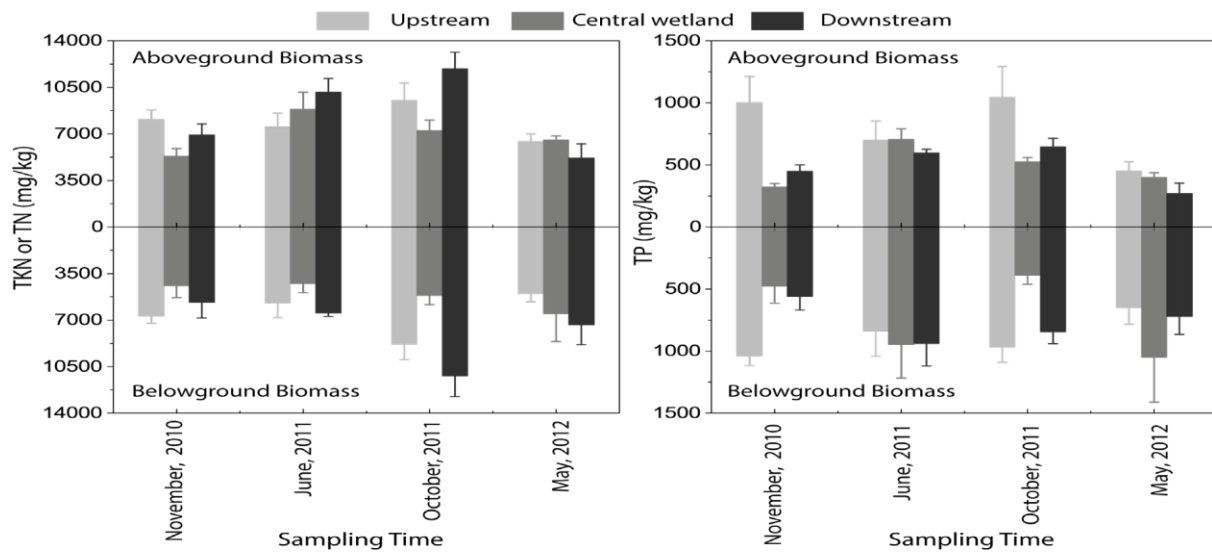 Upstream Central wetland Downstream
TKN or TN (mg/kg)
14000
10500
7000
3500
0
3500
7000
10500
14000
Aboveground Biomass
Belowground Biomass
November, 2010
June, 2011
October, 2011
May, 2012
Sampling Time
TP (mg/kg)
1500
1000
500
0
500
1000
1500
Aboveground Biomass
Belowground Biomass
November, 2010
June, 2011
October, 2011
May, 2012
Sampling Time